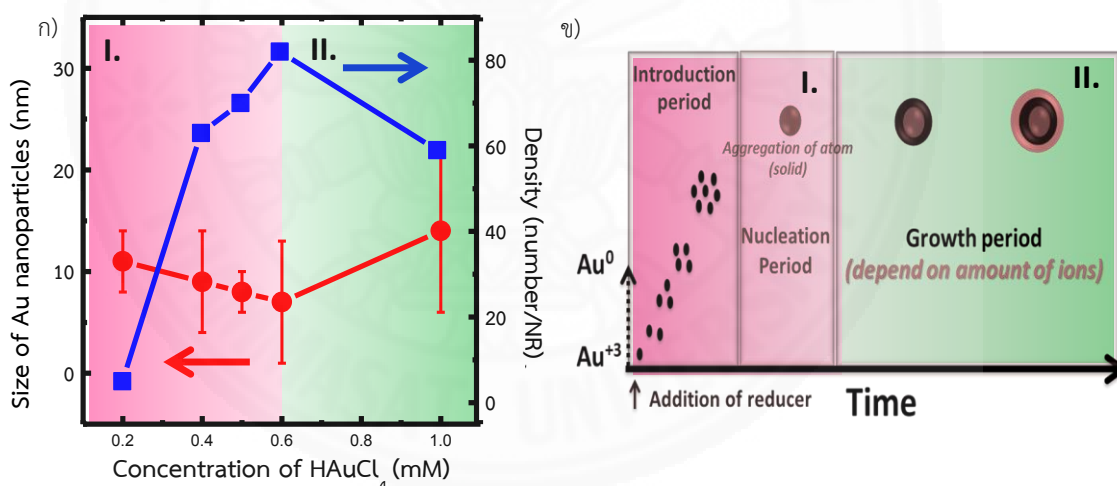 ก)
I.
II.
30
20
10
0
80
60
40
20
0
0.2
0.4
0.5
0.6
1.0
Size of Au nanoparticles (nm)
Density (number/NR)
Concentration of HAuCl4 (mM)
ข)
Introduction
period
I.
Aggregation of atom
(solid)
Nucleation
Period
II.
Growth period
(depend on amount of ions)
Au0
Au+3
Addition of reducer
Time